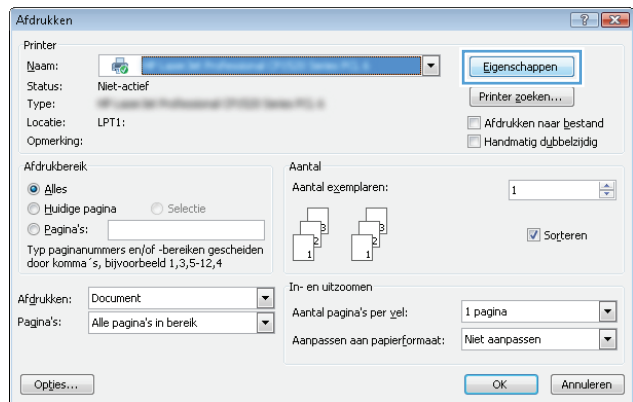 Afdrukken
Printer
Naam:
Eigenschappen
Status: Niet-actief
Printer zoeken...
Type:
Locatie: LPT1:
Afdrukken naar bestand
Opmerking:
Handmatig dubbelzijdig
Afdrukbereik
Alles
Huidige pagina Selectie
Pagina's:
Typ paginanummers en/of -bereiken gescheiden
door komma´s, bijvoorbeeld 1,3,5-12,4
Aantal
Aantal exemplaren: 1
3 3
2 2
1 1
Sorteren
Afdrukken: Document
Pagina's: Alle pagina's in bereik
In- en uitzoomen
Aantal pagina's per vel: 1 pagina
Aanpassen aan papierformaat: Niet aanpassen
Opties...
OK Annuleren